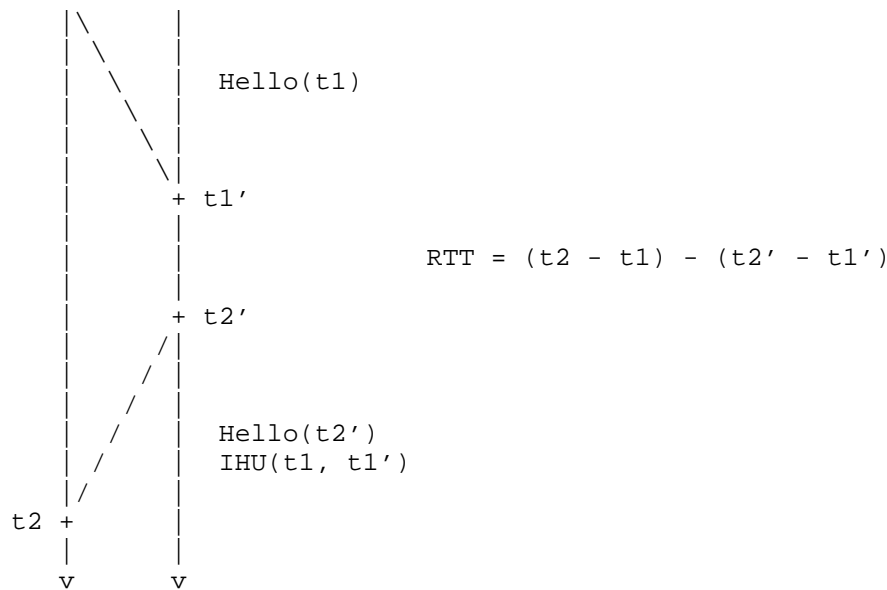 Hello(t1)
+ t1'
RTT = (t2 - t1) - (t2' - t1')
+ t2'
Hello(t2')
IHU(t1, t1')
t2 +
v v